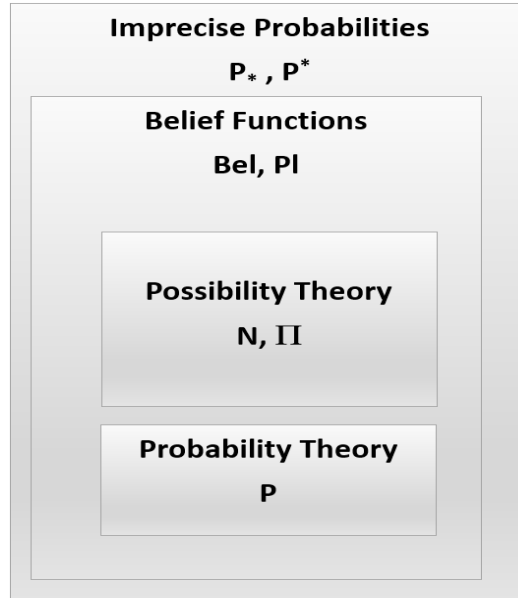 Imprecise Probabilities
P* , P*
Belief Functions
Bel, Pl
Possibility Theory
N, Π
Probability Theory
P